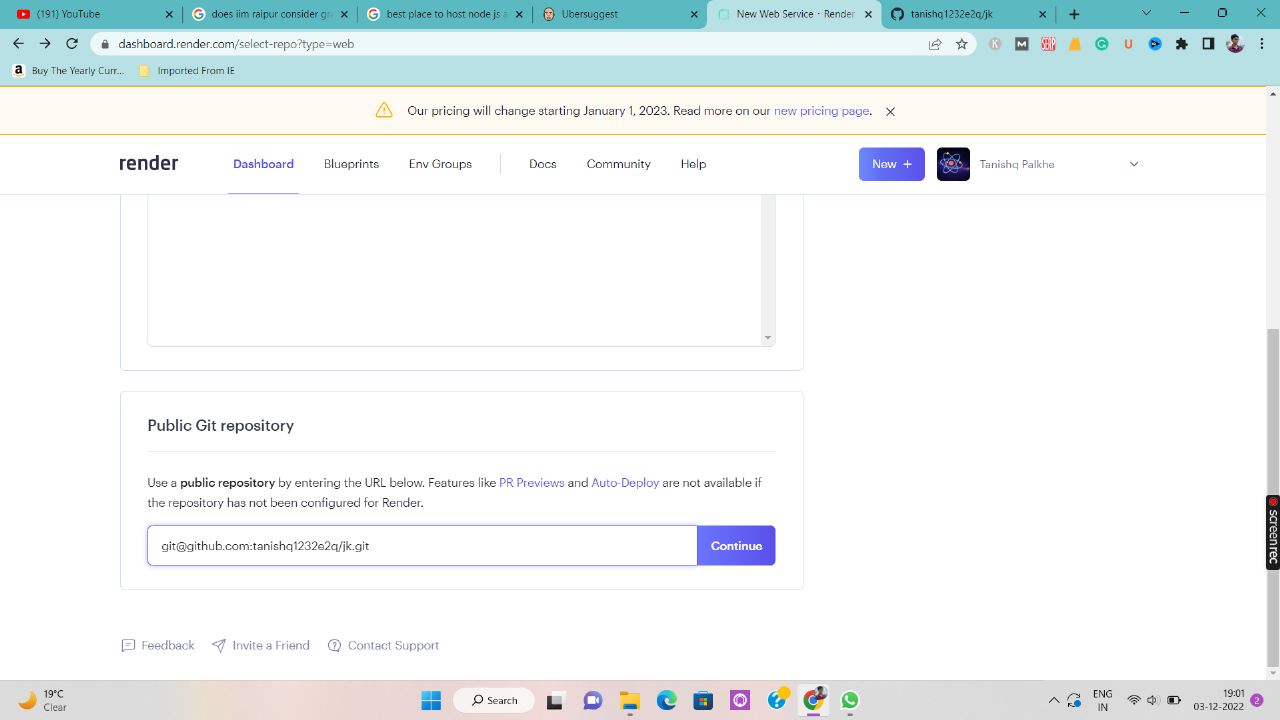 (191) YouTube
does iim raipur consider gra
best place to host node js a
Ubersuggest
New Web Service - Render
tanishq1232e2q/jk
dashboard.render.com/select-repo?type=web
Buy The Yearly Curr...
Imported From IE
Our pricing will change starting January 1, 2023. Read more on our new pricing page.
render
Dashboard
Blueprints
Env Groups
Docs
Community
Help
New +
Tanishq Palkhe
Public Git repository
Use a public repository by entering the URL below. Features like PR Previews and Auto-Deploy are not available if
the repository has not been configured for Render.
git@github.com:tanishq1232e2q/jk.git
Continue
screen rec
Feedback
Invite a Friend
Contact Support
19°C
Clear
Search
ENG
IN
19:01
03-12-2022
2